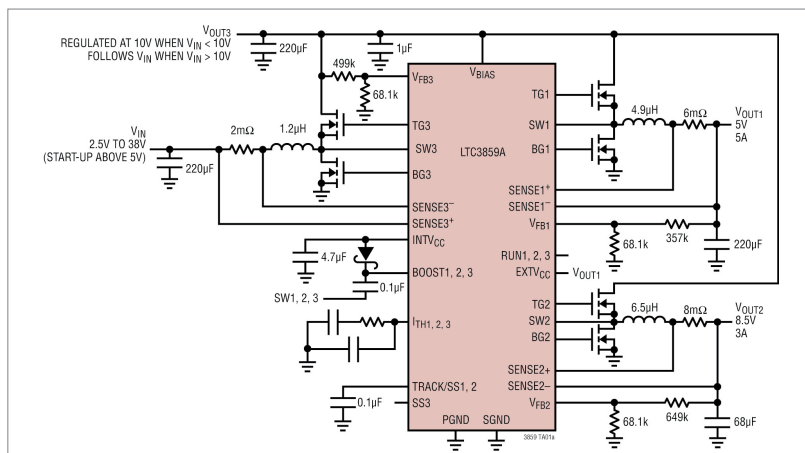 VOUT3
REGULATED AT 10V WHEN VIN < 10V
FOLLOWS VIN WHEN VIN > 10V
220µF
1µF
499k
68.1k
VFB3
VBIAS
TG1
4.9µH
6mΩ
VOUT1
5V
5A
VIN
2.5V TO 38V
(START-UP ABOVE 5V)
2mΩ
1.2µH
220µF
TG3
SW3
BG3
LTC3859A
SW1
BG1
SENSE3–
SENSE3+
SENSE1+
SENSE1–
VFB1
357k
68.1k
220µF
INTVCC
4.7µF
BOOST1, 2, 3
0.1µF
SW1, 2, 3
RUN1, 2, 3
EXTVCC
VOUT1
TG2
SW2
BG2
6.5µH
8mΩ
VOUT2
8.5V
3A
ITH1, 2, 3
SENSE2+
SENSE2–
VFB2
649k
68.1k
68µF
TRACK/SS1, 2
0.1µF
SS3
PGND
SGND
3859 TA01a